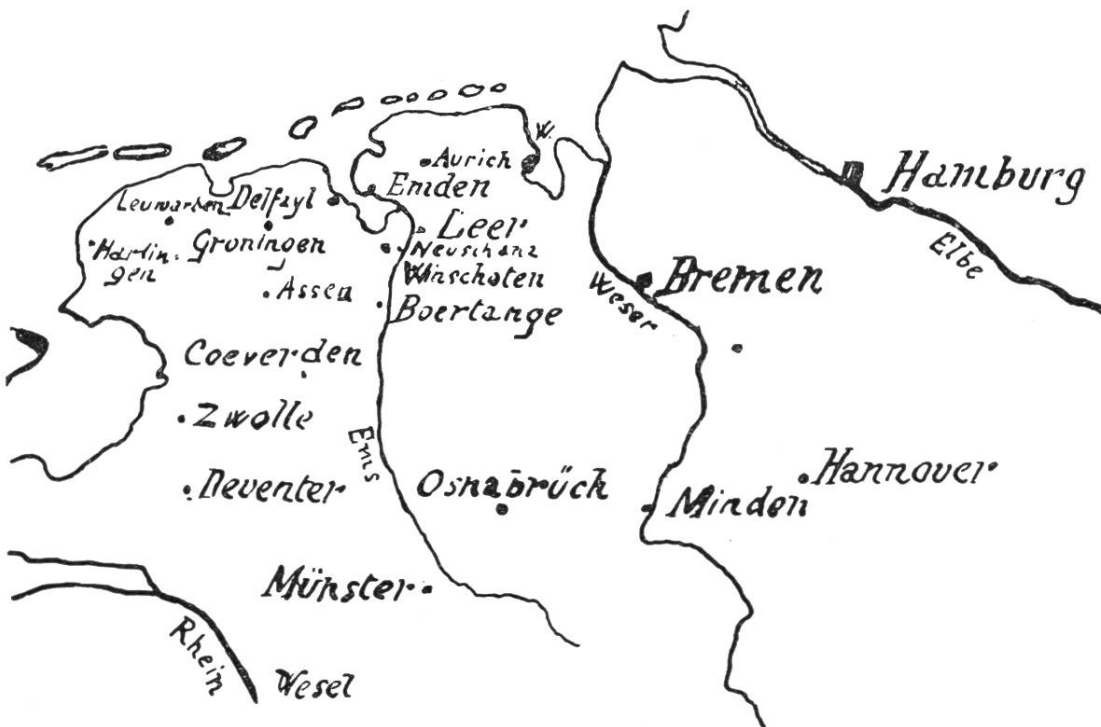 W.
Aurich
Hamburg
Emden
Leuwarden
Delfzyl
Leer
Groningen
Harlin-
gen
Neuschanz
Winschoten
Elbe
Assen
Boertange
Weser
Bremen
Coeverden
Zwolle
Ems
Deventer
Osnabrück
Minden
Hannover
Münster
Rhein
Wesel